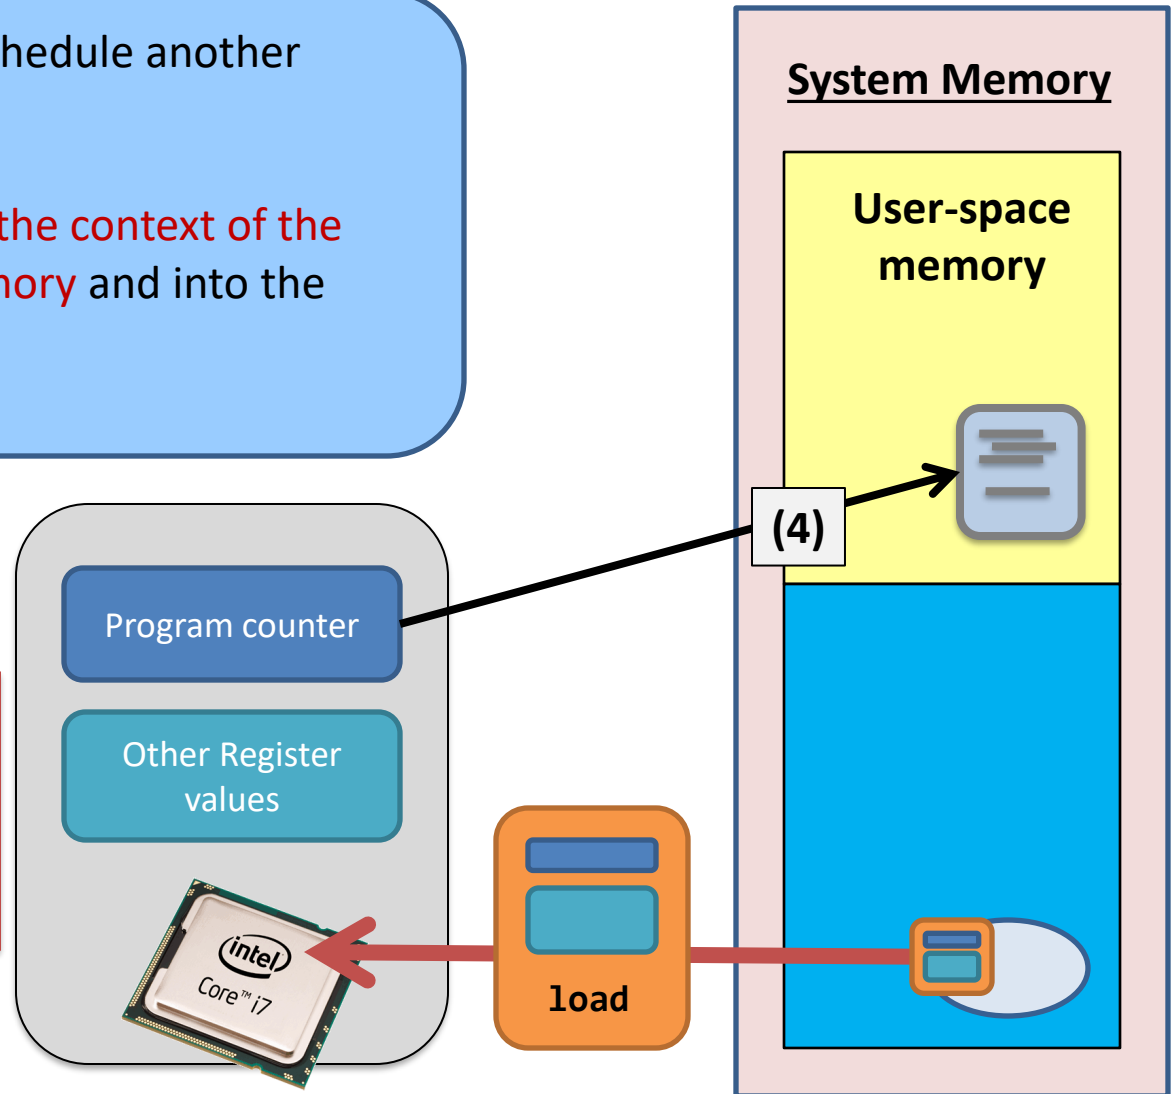 hedule another
the context of the
nory and into the
System Memory
User-space
memory
(4)
Program counter
Other Register
values
intel
Core™ i7
load